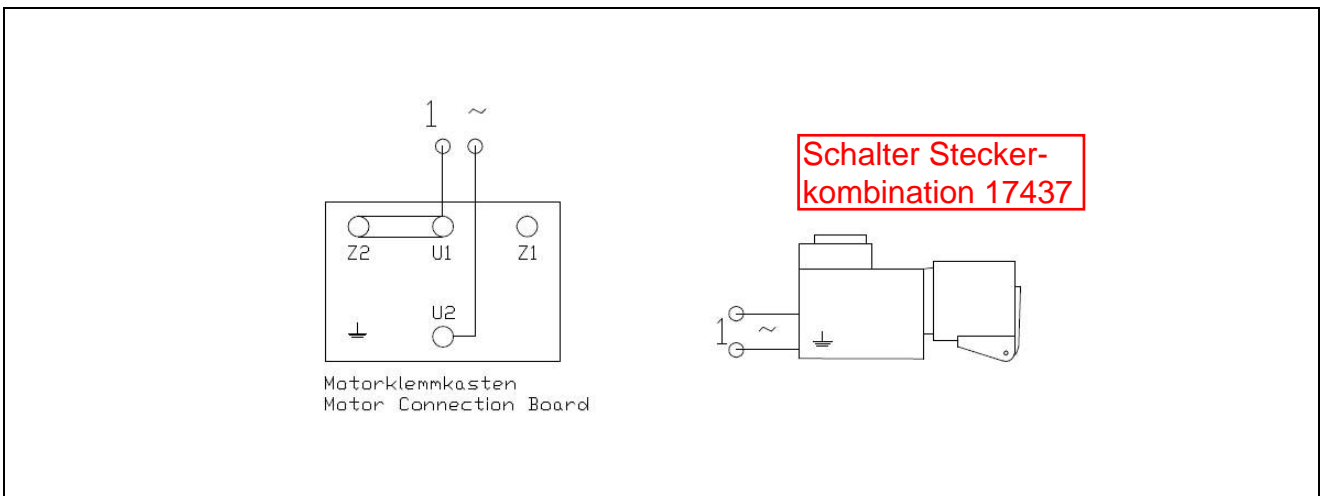 1 ~
Schalter Stecker-
kombination 17437
Z2 U1 Z1
U2
1 ~
Motorklemmkasten
Motor Connection Board